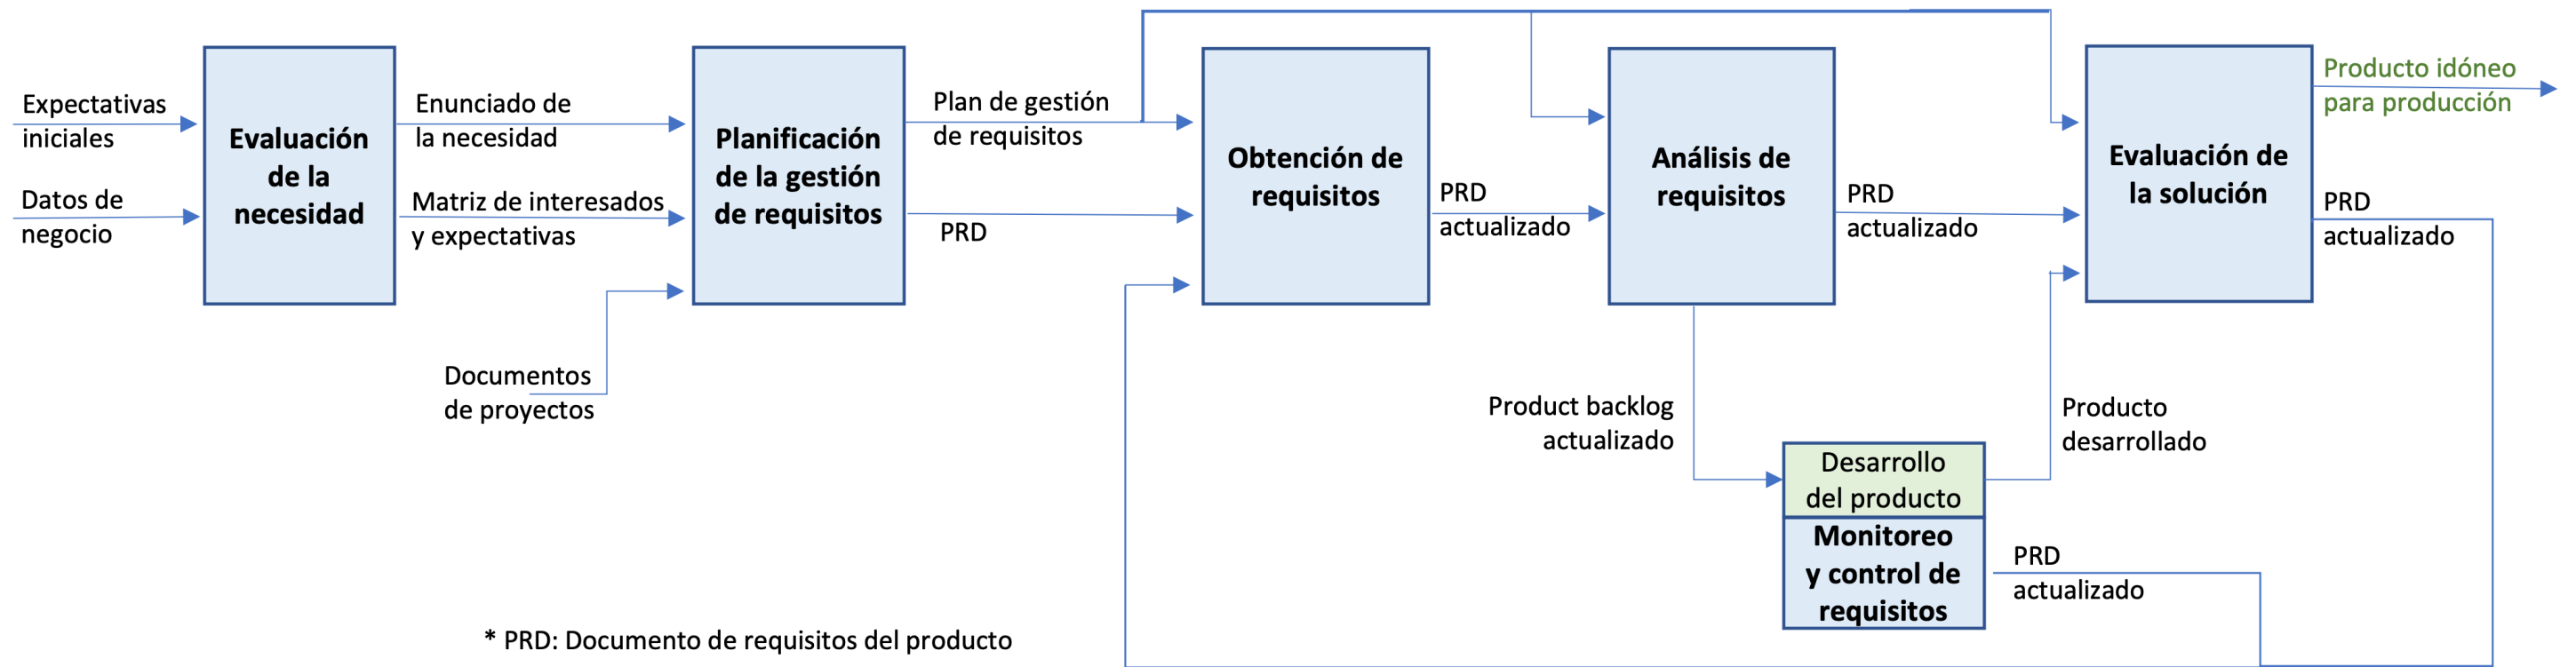 Expectativas
iniciales
Datos de
negocio
Evaluación
de la
necesidad
Enunciado de
la necesidad
Matriz de interesados
y expectativas
Documentos
de proyectos
Planificación
de la gestión
de requisitos
Plan de gestión
de requisitos
PRD
Obtención de
requisitos
PRD
actualizado
Análisis de
requisitos
PRD
actualizado
Product backlog
actualizado
Desarrollo
del producto
Monitoreo
y control de
requisitos
Producto
desarrollado
PRD
actualizado
Evaluación de
la solución
Producto idóneo
para producción
PRD
actualizado
* PRD: Documento de requisitos del producto